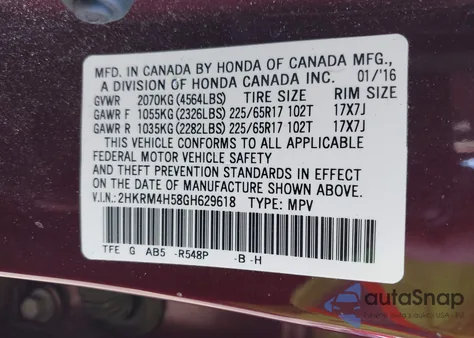 MFD. IN CANADA BY HONDA OF CANADA MFG.,
A DIVISION OF HONDA CANADA INC. 01/'16
GVWR 2070KG (4564LBS) TIRE SIZE RIM SIZE
GAWR F 1055KG (2326LBS) 225/65R17 102T 17X7J
GAWR R 1035KG (2282LBS) 225/65R17 102T 17X7J
THIS VEHICLE CONFORMS TO ALL APPLICABLE
FEDERAL MOTOR VEHICLE SAFETY
AND THEFT PREVENTION STANDARDS IN EFFECT
ON THE DATE OF MANUFACTURE SHOWN ABOVE.
V.I.N.: 2HKRM4H58GH629618 TYPE: MPV
TFE G AB5 -R548P -B -H
autoSnap